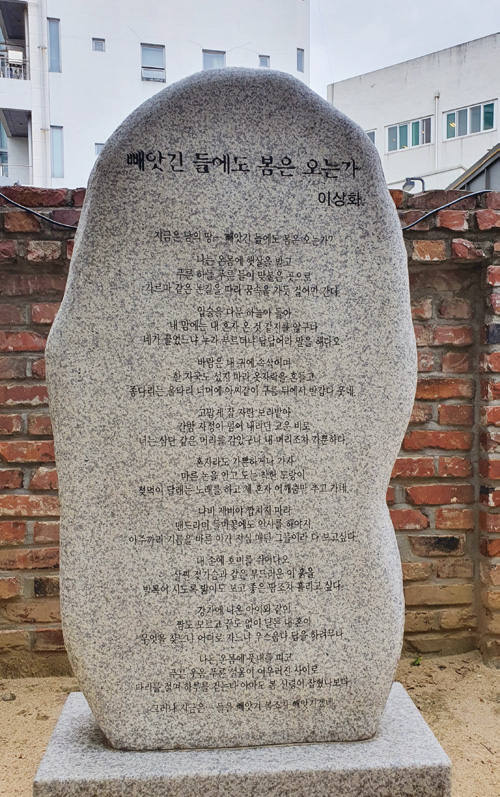 빼앗긴 들에도 봄은 오는가
이상화
지금은 남의 땅 — 빼앗긴 들에도 봄은 오는가?
나는 온몸에 햇살을 받고
푸른 하늘 푸른 들이 맞붙은 곳으로
가르마 같은 논길을 따라 꿈속을 가듯 걸어만 간다
입술을 다문 하늘아 들아
내 맘에는 내 혼자 온 것 같지를 않구나
네가 끌었느냐 누가 부르더냐 답답어라 말을 해다오
바람은 내 귀에 속삭이며
한 자욱도 섰지 마라 옷자락을 흔들고
종다리는 울타리 너머에 아씨같이 구름 뒤에서 반갑다 웃네
고맙게 잘 자란 보리밭아
간밤 자정이 넘어 내리던 고운 비로
너는 삼단 같은 머리를 감았구나 내 머리조차 가뿐하다
혼자라도 가쁜하게나 가자
마른 논을 안고 도는 착한 도랑이
젖먹이 달래는 노래를 하고 제 혼자 어깨춤만 추고 가네
나비 제비야 깝치지 마라
맨드라미 들마꽃에도 인사를 해야지
아주까리 기름을 바른 이가 지심 매던 그 들이라 다 보고싶다
내 손에 호미를 쥐어다오
살찐 젖가슴과 같은 부드러운 이 흙을
발목이 시도록 밟아도 보고 좋은 땀조차 흘리고 싶다
강가에 나온 아이와 같이
짬도 모르고 끝도 없이 닫는 내 혼아
무엇을 찾느냐 어디로 가느냐 우스웁다 답을 하려무나
나는 온몸에 풋내를 띠고
푸른 웃음 푸른 설움이 어우러진 사이로
다리를 절며 하루를 걷는다 아마도 봄 신령이 잡혔나보다
그러나 지금은 — 들을 빼앗겨 봄조차 빼앗기겠네